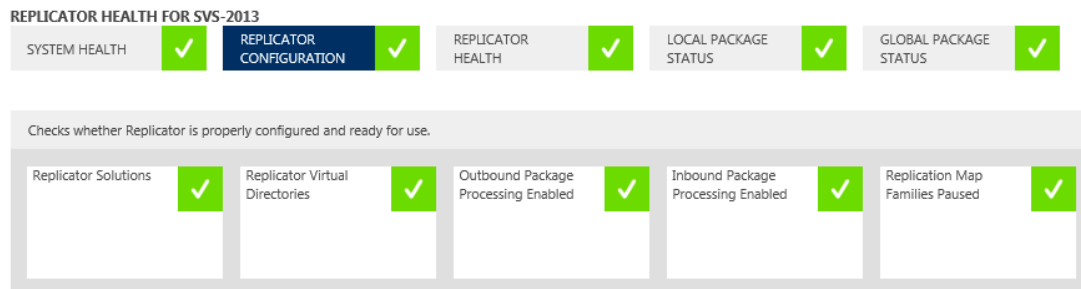 REPLICATOR HEALTH FOR SVS-2013
SYSTEM HEALTH
REPLICATOR
CONFIGURATION
REPLICATOR
HEALTH
LOCAL PACKAGE
STATUS
GLOBAL PACKAGE
STATUS
Checks whether Replicator is properly configured and ready for use.
Replicator Solutions
Replicator Virtual
Directories
Outbound Package
Processing Enabled
Inbound Package
Processing Enabled
Replication Map
Families Paused